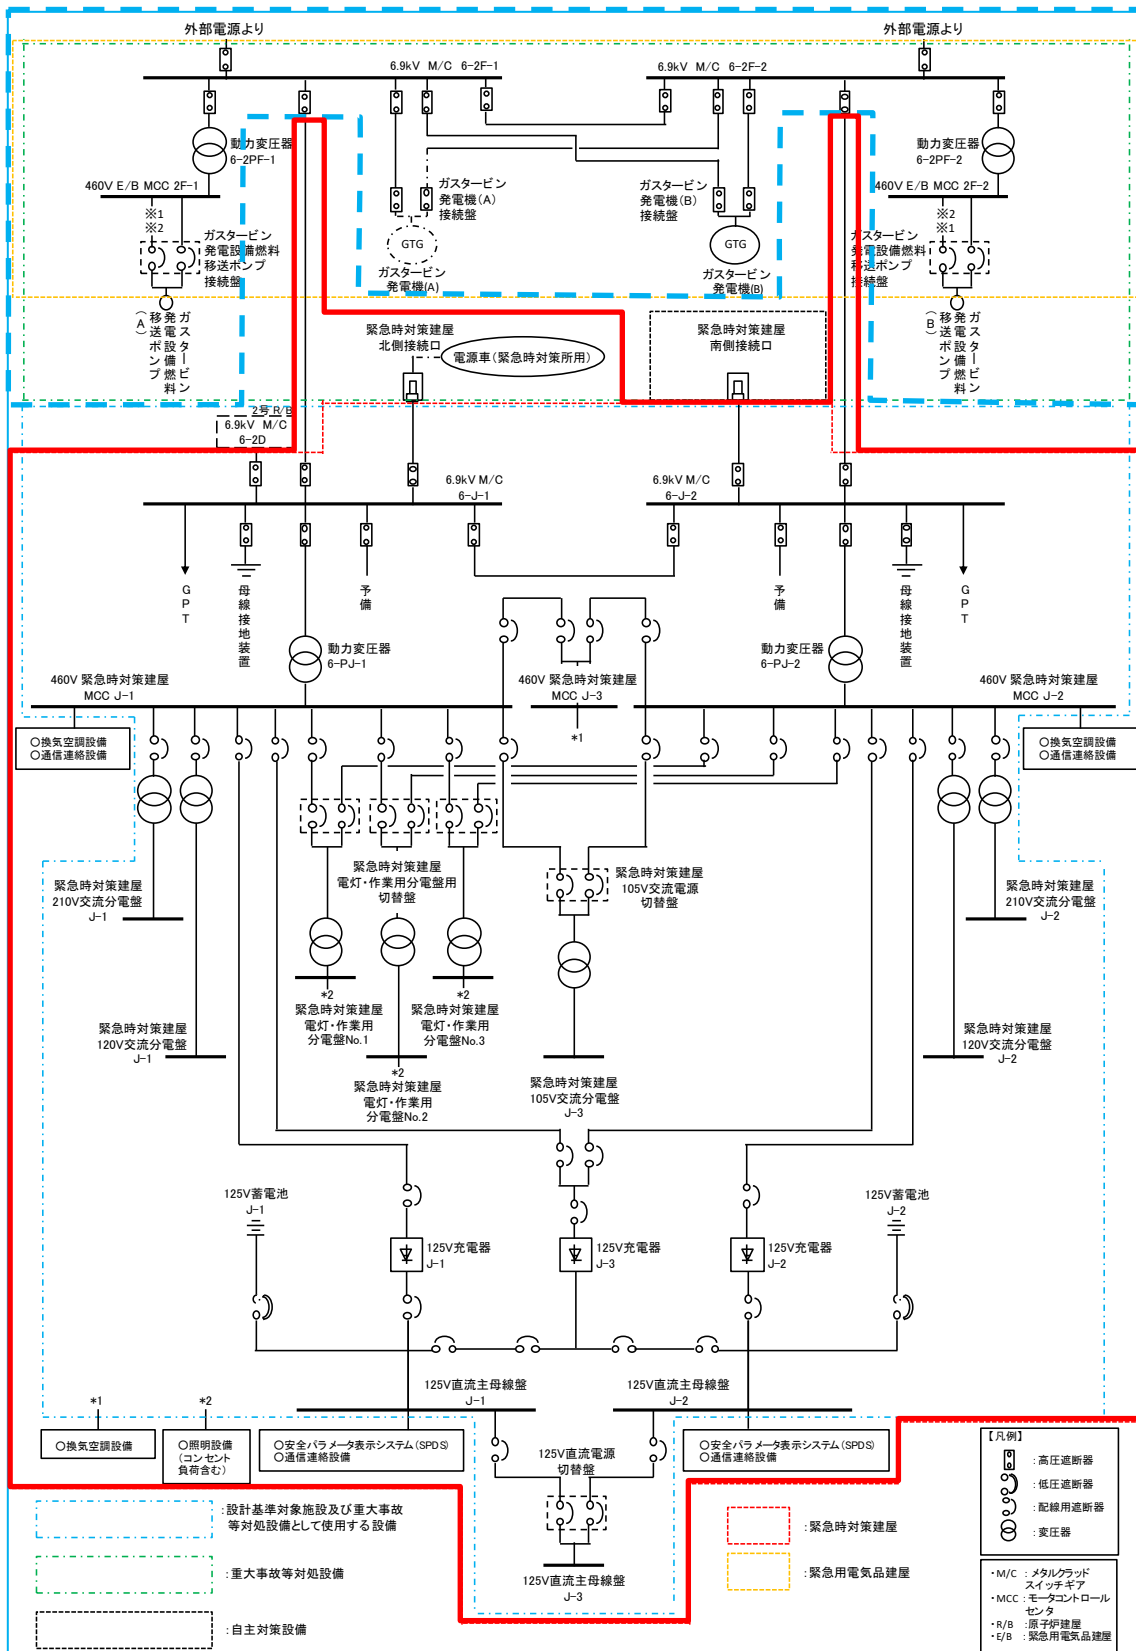 外部電源より
外部電源より
6.9kV M/C 6-2F-1
6.9kV M/C 6-2F-2
動力変圧器
6-2PF-1
動力変圧器
6-2PF-2
460V E/B MCC 2F-1
460V E/B MCC 2F-2
※1
※2
※2
※1
ガスタービン
発電設備燃料
移送ポンプ
接続盤
ガスタービン
発電機(A)
接続盤
ガスタービン
発電機(B)
接続盤
ガスタービン
発電設備燃料
移送ポンプ
接続盤
GTG
GTG
ガスタービン
発電機(A)
ガスタービン
発電機(B)
ガスタービン
発電設備燃料
移送ポンプ
(A)
ガスタービン
発電設備燃料
移送ポンプ
(B)
緊急時対策建屋
北側接続口
電源車(緊急時対策所用)
緊急時対策建屋
南側接続口
2号 R/B
6.9kV M/C
6-2D
6.9kV M/C
6-J-1
6.9kV M/C
6-J-2
GPT
母線接地装置
予備
予備
母線接地装置
GPT
動力変圧器
6-PJ-1
動力変圧器
6-PJ-2
460V 緊急時対策建屋
MCC J-1
460V 緊急時対策建屋
MCC J-3
460V 緊急時対策建屋
MCC J-2
*1
○換気空調設備
○通信連絡設備
○換気空調設備
○通信連絡設備
緊急時対策建屋
210V交流分電盤
J-1
緊急時対策建屋
電灯・作業用分電盤用
切替盤
緊急時対策建屋
105V交流電源
切替盤
緊急時対策建屋
210V交流分電盤
J-2
*2
緊急時対策建屋
電灯・作業用
分電盤No.1
*2
緊急時対策建屋
電灯・作業用
分電盤No.3
緊急時対策建屋
120V交流分電盤
J-1
緊急時対策建屋
120V交流分電盤
J-2
*2
緊急時対策建屋
電灯・作業用
分電盤No.2
緊急時対策建屋
105V交流分電盤
J-3
125V蓄電池
J-1
125V蓄電池
J-2
125V充電器
J-1
125V充電器
J-3
125V充電器
J-2
125V直流主母線盤
J-1
125V直流主母線盤
J-2
*1
*2
○換気空調設備
○照明設備
(コンセント
負荷含む)
○安全パラメータ表示システム(SPDS)
○通信連絡設備
125V直流電源
切替盤
○安全パラメータ表示システム(SPDS)
○通信連絡設備
125V直流主母線盤
J-3
【凡例】
:高圧遮断器
:低圧遮断器
:配線用遮断器
:変圧器
:設計基準対象施設及び重大事故
等対処設備として使用する設備
:重大事故等対処設備
:自主対策設備
:緊急時対策建屋
:緊急用電気品建屋
・M/C :メタルクラッド
スイッチギア
・MCC :モータコントロール
センタ
・R/B :原子炉建屋
・E/B :緊急用電気品建屋